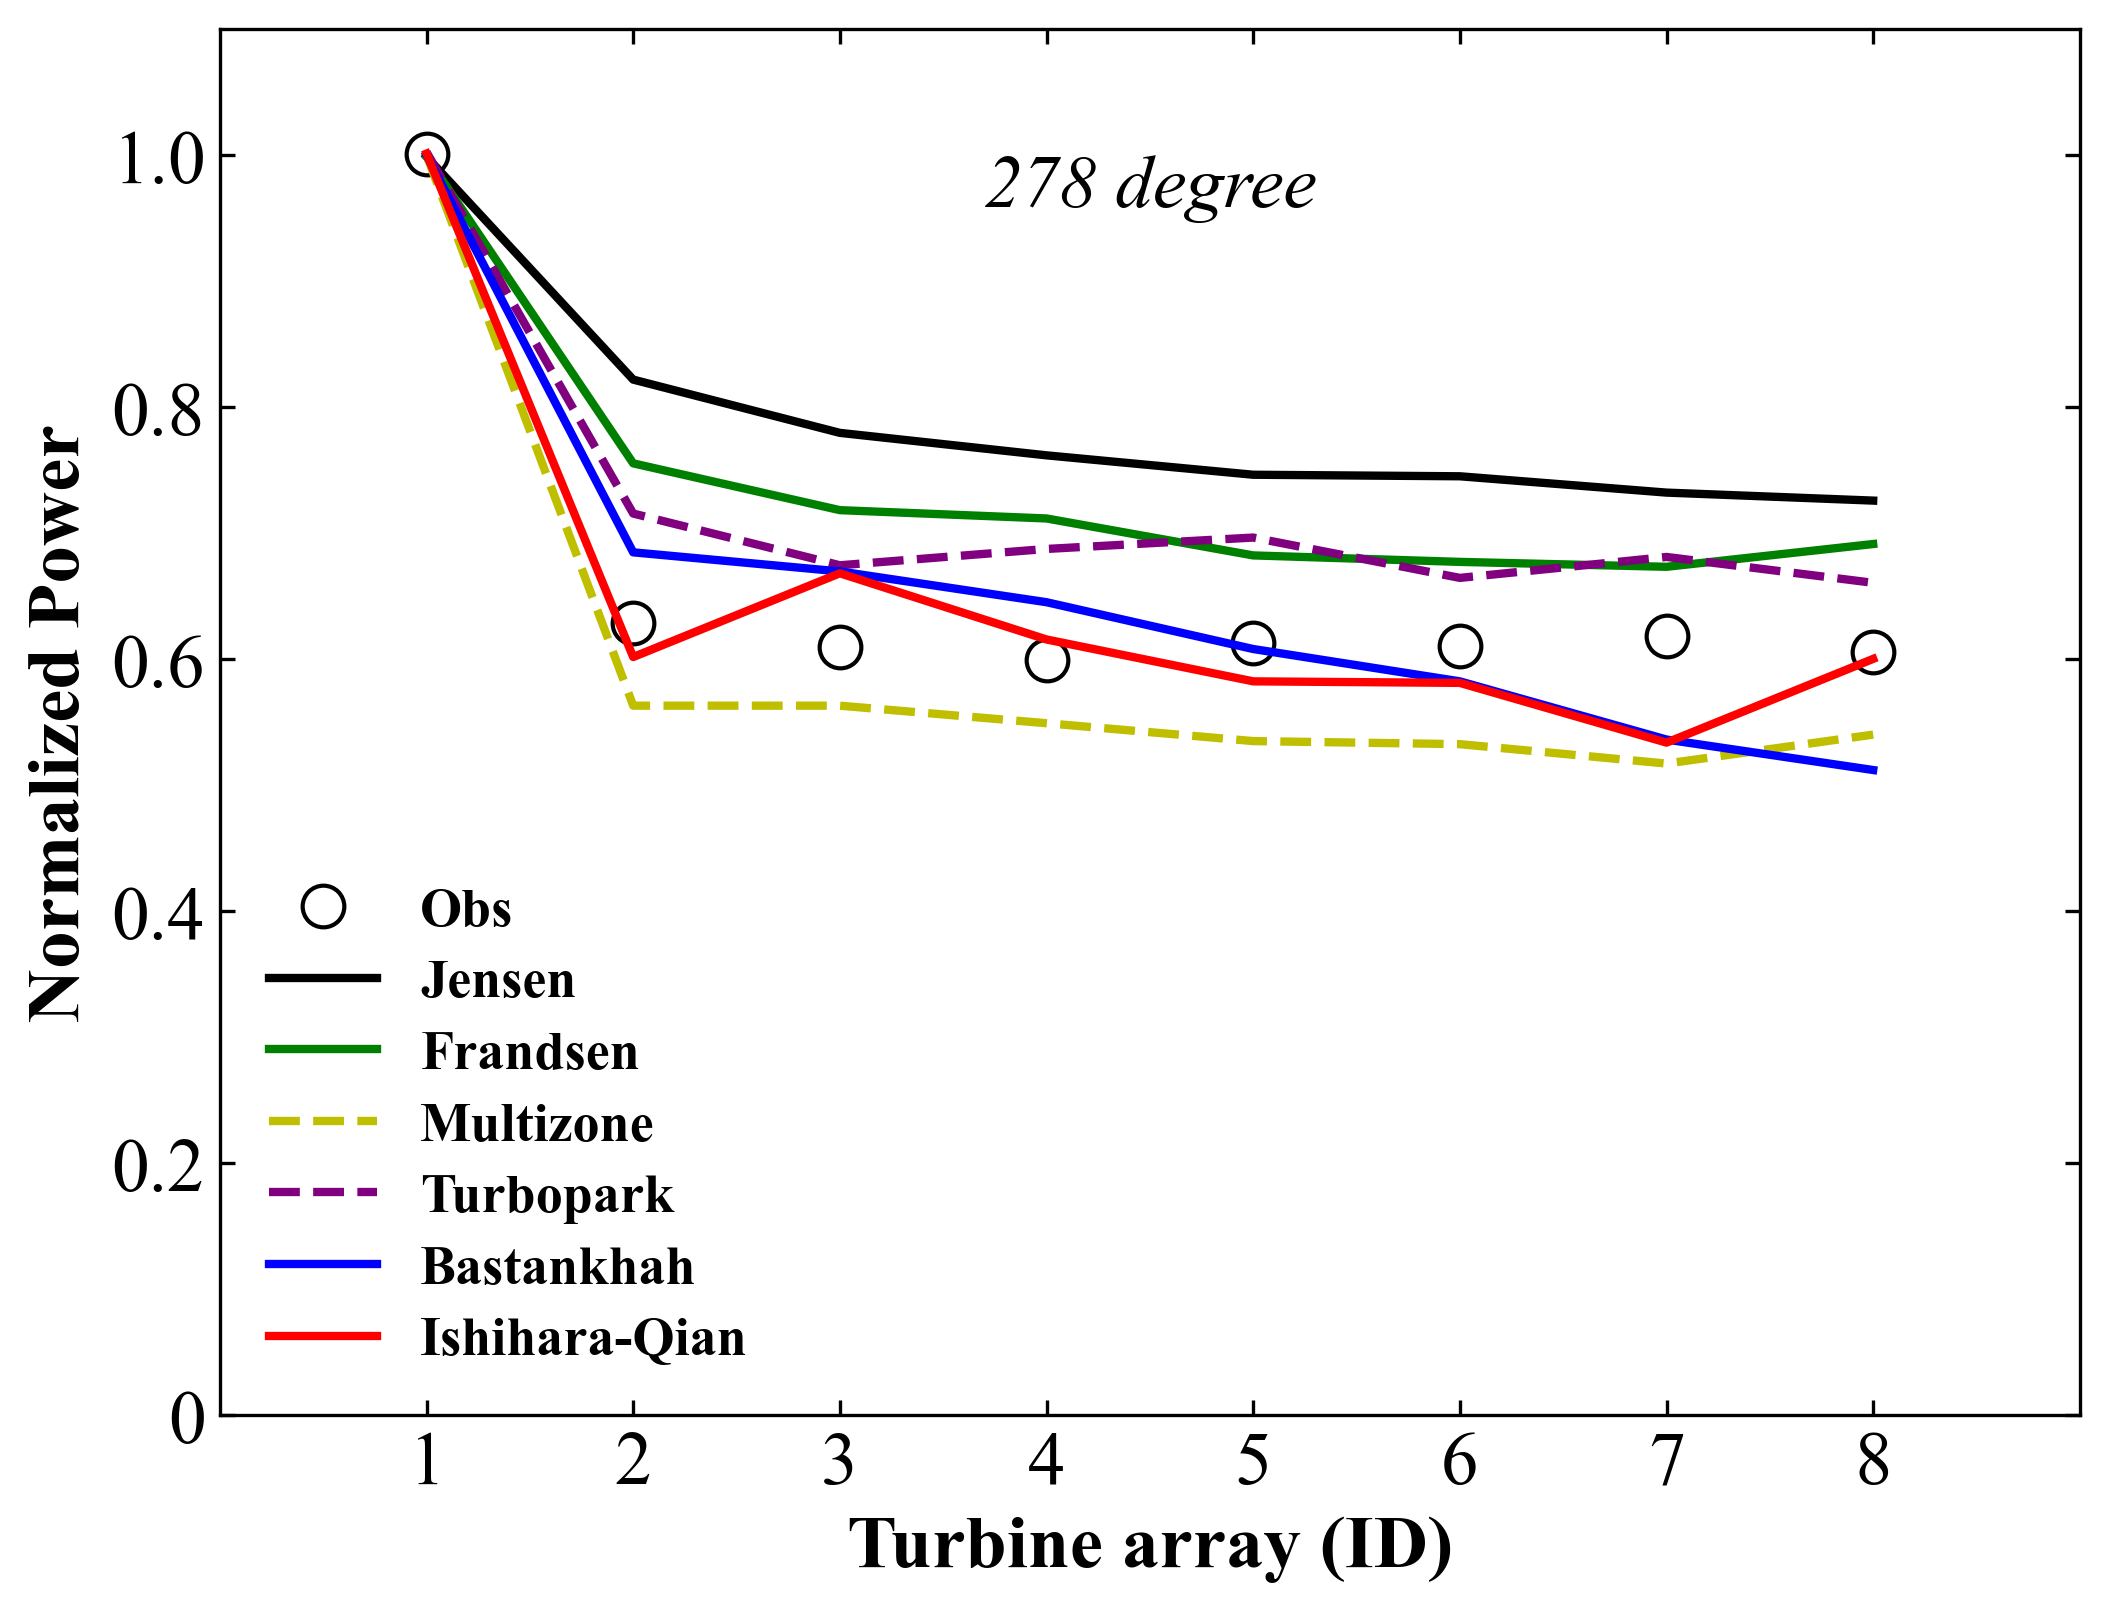 278 degree
Normalized Power
1.0
0.8
0.6
0.4
0.2
0
Obs
Jensen
Frandsen
Multizone
Turbopark
Bastankhah
Ishihara-Qian
1 2 3 4 5 6 7 8
Turbine array (ID)